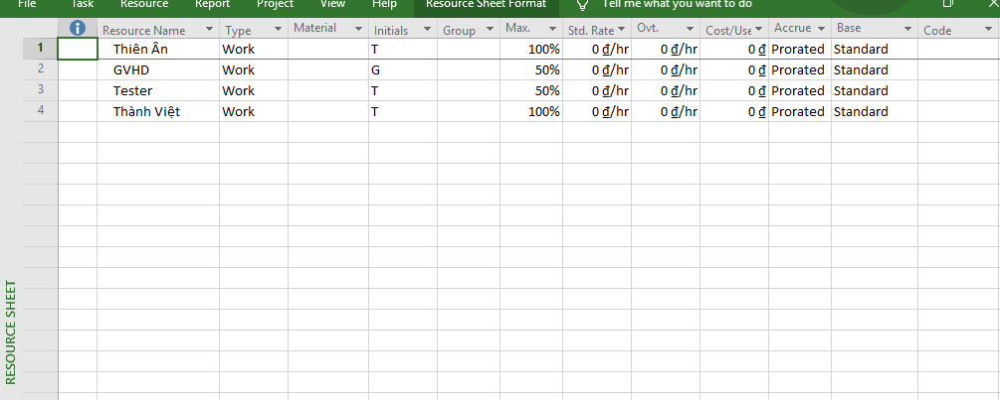 File Task Resource Report Project View Help Resource Sheet Format Tell me what you want to do
Resource Name Type Material Initials Group Max. Std. Rate Ovt. Cost/Use Accrue Base Code
1 Thiên Ân Work T 100% 0 ₫/hr 0 ₫/hr 0 ₫ Prorated Standard
2 GVHD Work G 50% 0 ₫/hr 0 ₫/hr 0 ₫ Prorated Standard
3 Tester Work T 50% 0 ₫/hr 0 ₫/hr 0 ₫ Prorated Standard
4 Thành Việt Work T 100% 0 ₫/hr 0 ₫/hr 0 ₫ Prorated Standard
RESOURCE SHEET